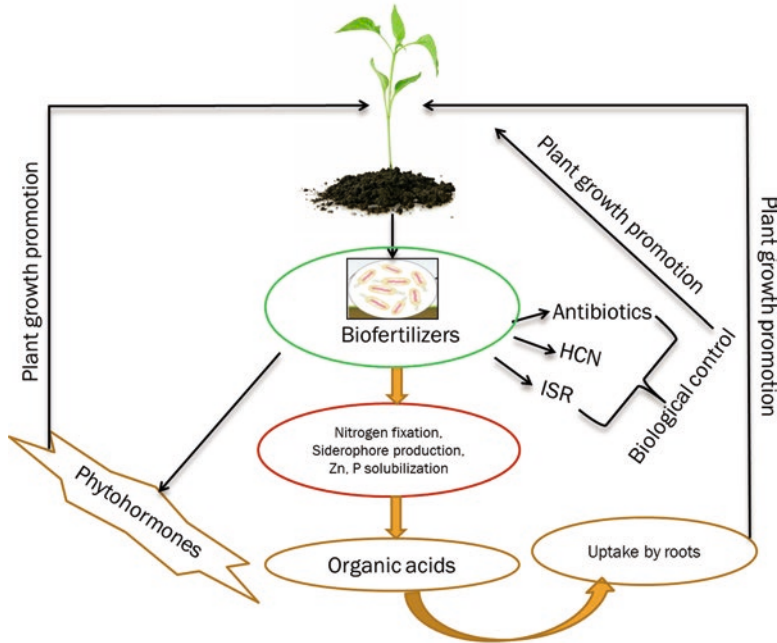 Plant growth promotion
Plant growth promotion
Plant growth promotion
Biofertilizers
Antibiotics
HCN
ISR
Biological control
Nitrogen fixation,
Siderophore production,
Zn, P solubilization
Phytohormones
Organic acids
Uptake by roots